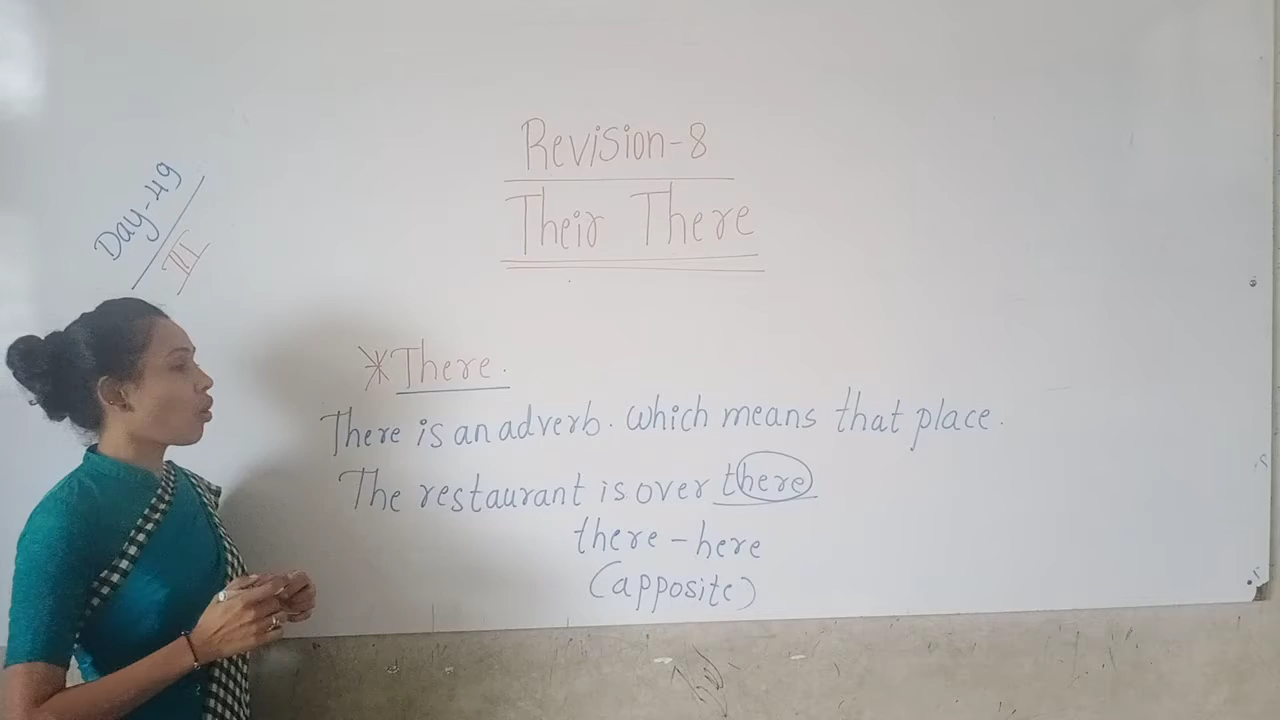 Day-49
III
Revision-8
Their There
*There.
There is an adverb. Which means that place.
The restaurant is over there
there - here
(apposite)